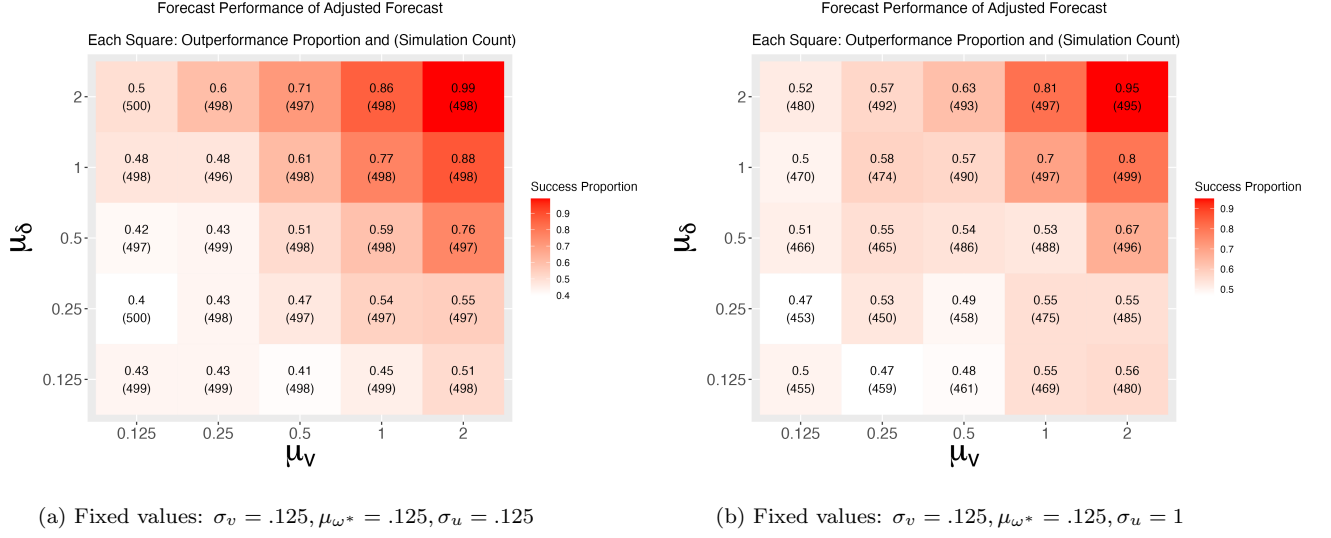 Forecast Performance of Adjusted Forecast
Each Square: Outperformance Proportion and (Simulation Count)
μδ
2
1
0.5
0.25
0.125
0.5 0.6 0.71 0.86 0.99
(500) (498) (497) (498) (498)
0.48 0.48 0.61 0.77 0.88
(498) (496) (498) (498) (498)
0.42 0.43 0.51 0.59 0.76
(497) (499) (498) (498) (497)
0.4 0.43 0.47 0.54 0.55
(500) (498) (497) (497) (497)
0.43 0.43 0.41 0.45 0.51
(499) (499) (498) (499) (498)
0.125 0.25 0.5 1 2
μv
Success Proportion
0.9
0.8
0.7
0.6
0.5
0.4
(a) Fixed values: σv = .125, μω* = .125, σu = .125
Forecast Performance of Adjusted Forecast
Each Square: Outperformance Proportion and (Simulation Count)
μδ
2
1
0.5
0.25
0.125
0.52 0.57 0.63 0.81 0.95
(480) (492) (493) (497) (495)
0.5 0.58 0.57 0.7 0.8
(470) (474) (490) (497) (499)
0.51 0.55 0.54 0.53 0.67
(466) (465) (486) (488) (496)
0.47 0.53 0.49 0.55 0.55
(453) (450) (458) (475) (485)
0.5 0.47 0.48 0.55 0.56
(455) (459) (461) (469) (480)
0.125 0.25 0.5 1 2
μv
Success Proportion
0.9
0.8
0.7
0.6
0.5
(b) Fixed values: σv = .125, μω* = .125, σu = 1